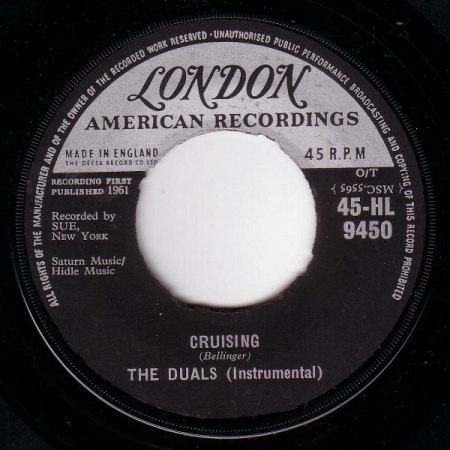 ALL RIGHTS OF THE MANUFACTURER AND OF THE OWNER OF THE RECORDED WORK RESERVED · UNAUTHORISED PUBLIC PERFORMANCE BROADCASTING AND COPYING OF THIS RECORD PROHIBITED
LONDON
AMERICAN RECORDINGS
MADE IN ENGLAND
THE DECCA RECORD CO LTD
45 R.P.M
RECORDING FIRST
PUBLISHED 1961
O/T
MSC.5565
Recorded by
SUE,
NEW YORK
45-HL
9450
Saturn Music/
Hidle Music
CRUISING
(Bellinger)
THE DUALS (Instrumental)